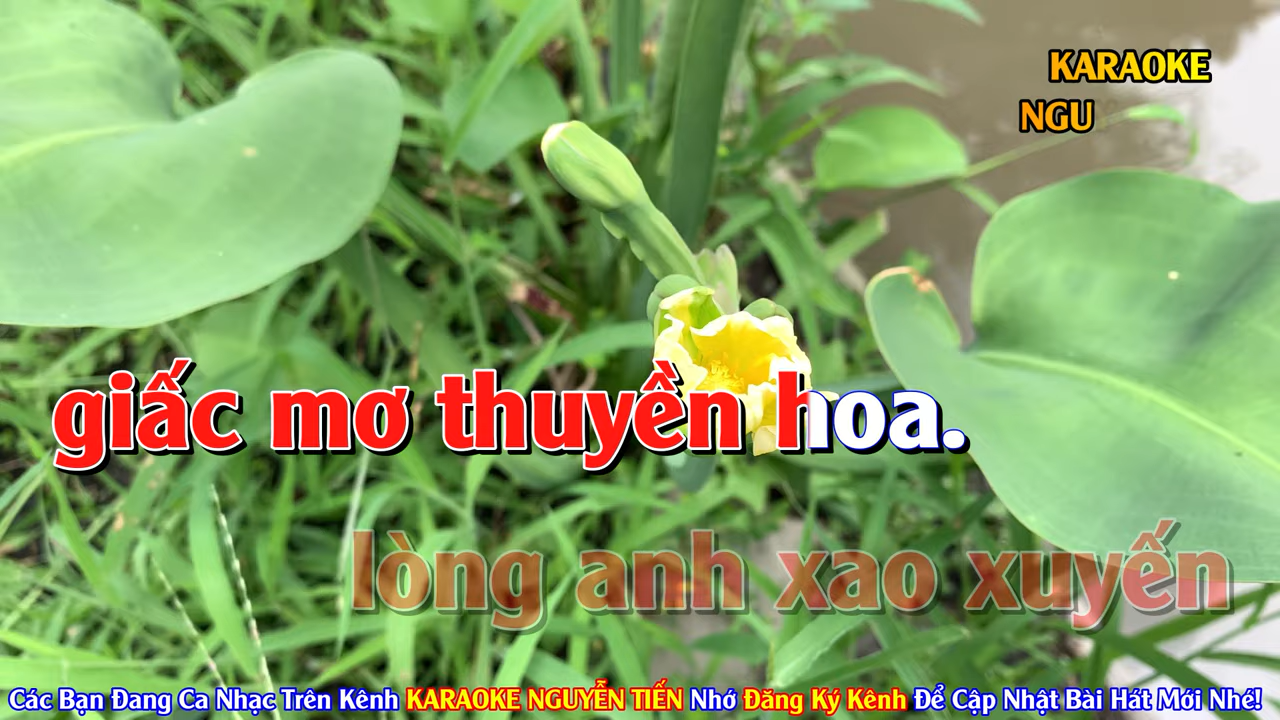 KARAOKE
NGU
giấc mơ thuyền hoa.
lòng anh xao xuyến
Các Bạn Đang Ca Nhạc Trên Kênh KARAOKE NGUYỄN TIẾN Nhớ Đăng Ký Kênh Để Cập Nhật Bài Hát Mới Nhé!